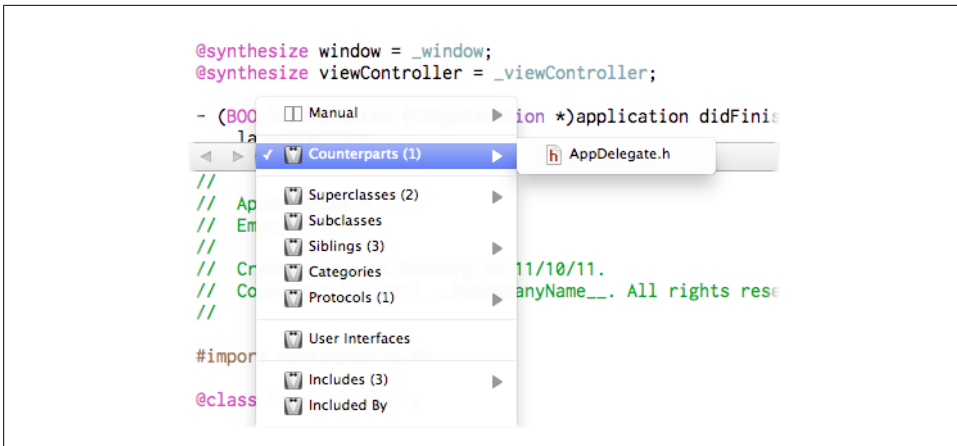 @synthesize window = _window;
@synthesize viewController = _viewController;
- (BOO ion *)application didFinis
Manual
Counterparts (1)
AppDelegate.h
//
// Ap
// Em
//
// Cr 11/10/11.
// Co anyName__. All rights rese
//
Superclasses (2)
Subclasses
Siblings (3)
Categories
Protocols (1)
User Interfaces
#impor
Includes (3)
@class
Included By